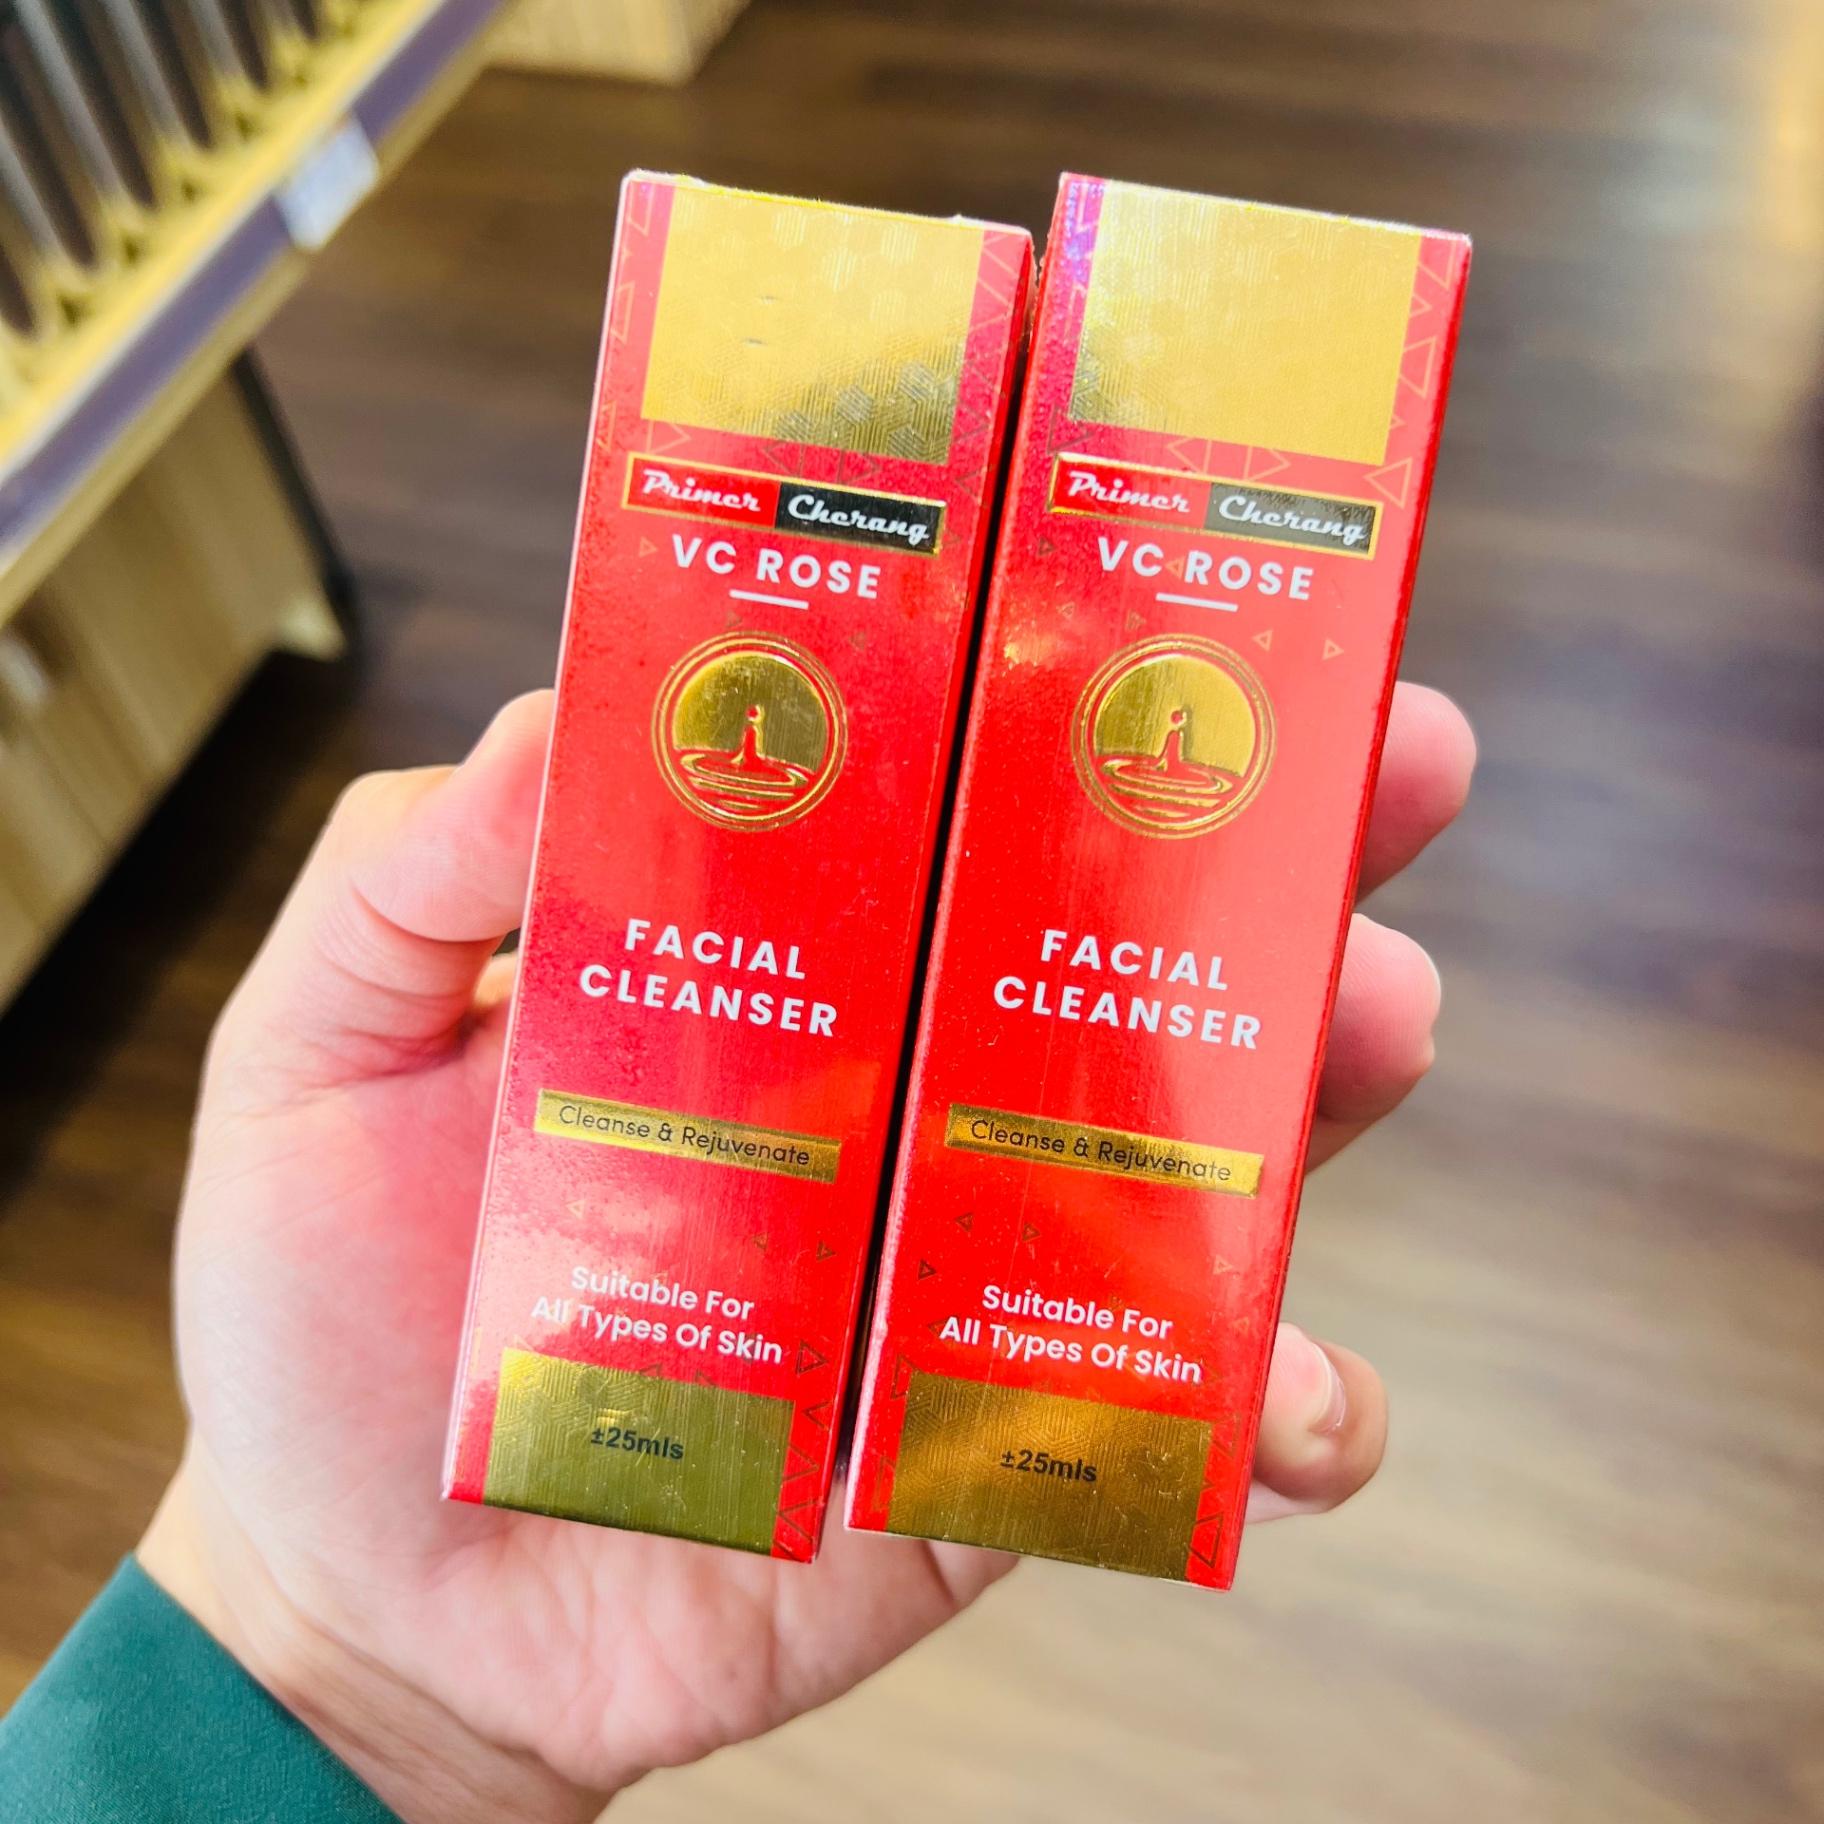 Primer Cherang
VC ROSE
FACIAL
CLEANSER
Cleanse & Rejuvenate
Suitable For
All Types Of Skin
±25mls
Primer Cherang
VC ROSE
FACIAL
CLEANSER
Cleanse & Rejuvenate
Suitable For
All Types Of Skin
±25mls